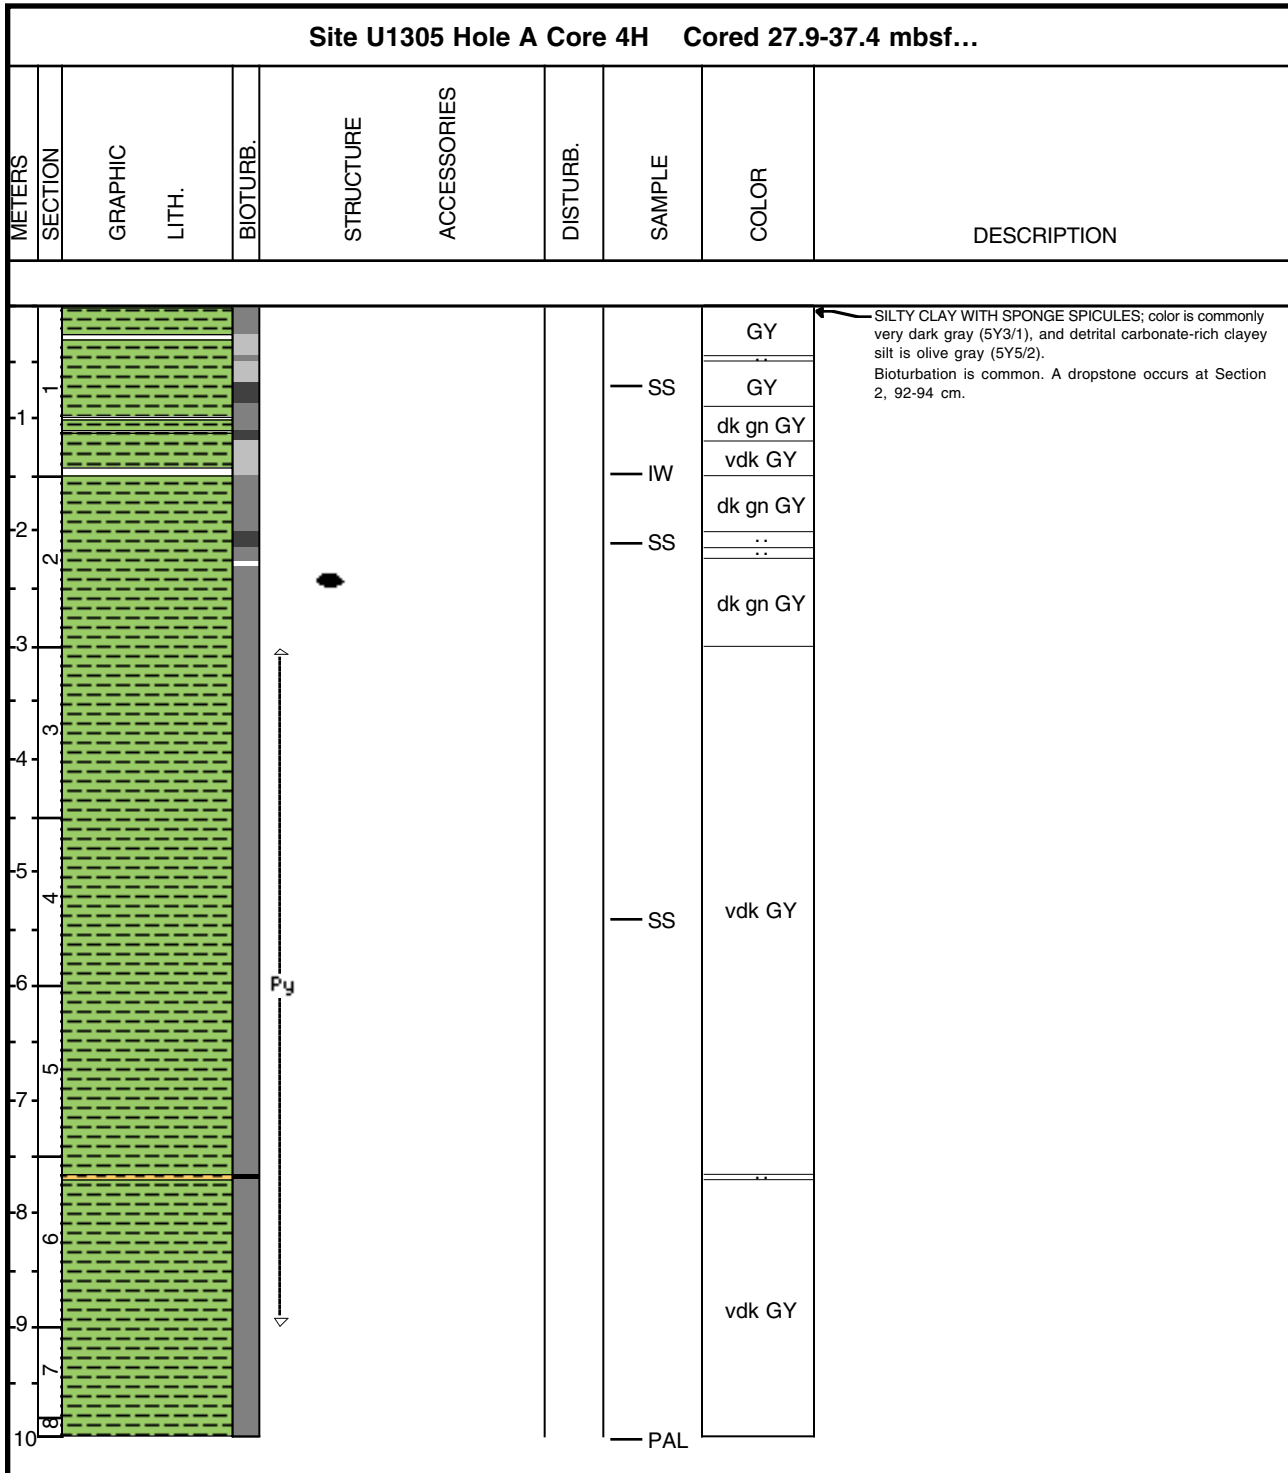 Site U1305 Hole A Core 4H Cored 27.9-37.4 mbsf...
METERS
SECTION
GRAPHIC
LITH.
BIOTURB.
STRUCTURE
ACCESSORIES
DISTURB.
SAMPLE
COLOR
DESCRIPTION
SILTY CLAY WITH SPONGE SPICULES; color is commonly
very dark gray (5Y3/1), and detrital carbonate-rich clayey
silt is olive gray (5Y5/2).
Bioturbation is common. A dropstone occurs at Section
2, 92-94 cm.
GY
1
SS
GY
1
dk gn GY
vdk GY
IW
dk gn GY
2
SS
2
dk gn GY
3
3
4
5
4
vdk GY
SS
6
Py
5
7
8
6
vdk GY
9
7
8
10
PAL